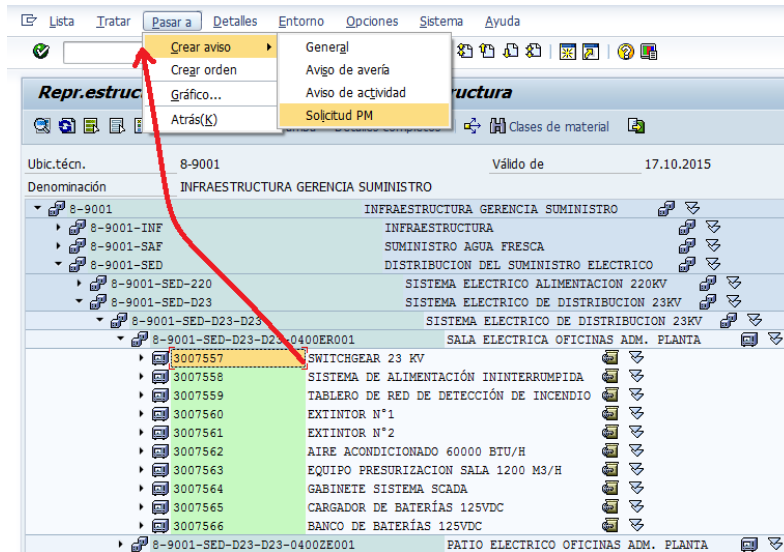 Lista Tratar Pasar a Detalles Entorno Opciones Sistema Ayuda
Crear aviso General
Crear orden Aviso de avería
Gráfico... Aviso de actividad
Atrás(K) Solicitud PM
Repr.estruc ructura
Clases de material
Ubic.técn. 8-9001 Válido de 17.10.2015
Denominación INFRAESTRUCTURA GERENCIA SUMINISTRO
8-9001 INFRAESTRUCTURA GERENCIA SUMINISTRO
8-9001-INF INFRAESTRUCTURA
8-9001-SAF SUMINISTRO AGUA FRESCA
8-9001-SED DISTRIBUCION DEL SUMINISTRO ELECTRICO
8-9001-SED-220 SISTEMA ELECTRICO ALIMENTACION 220KV
8-9001-SED-D23 SISTEMA ELECTRICO DE DISTRIBUCION 23KV
8-9001-SED-D23-D23 SISTEMA ELECTRICO DE DISTRIBUCION 23KV
8-9001-SED-D23-D23-0400ER001 SALA ELECTRICA OFICINAS ADM. PLANTA
3007557 SWITCHGEAR 23 KV
3007558 SISTEMA DE ALIMENTACIÓN ININTERRUMPIDA
3007559 TABLERO DE RED DE DETECCIÓN DE INCENDIO
3007560 EXTINTOR N°1
3007561 EXTINTOR N°2
3007562 AIRE ACONDICIONADO 60000 BTU/H
3007563 EQUIPO PRESURIZACION SALA 1200 M3/H
3007564 GABINETE SISTEMA SCADA
3007565 CARGADOR DE BATERÍAS 125VDC
3007566 BANCO DE BATERÍAS 125VDC
8-9001-SED-D23-D23-0400ZE001 PATIO ELECTRICO OFICINAS ADM. PLANTA